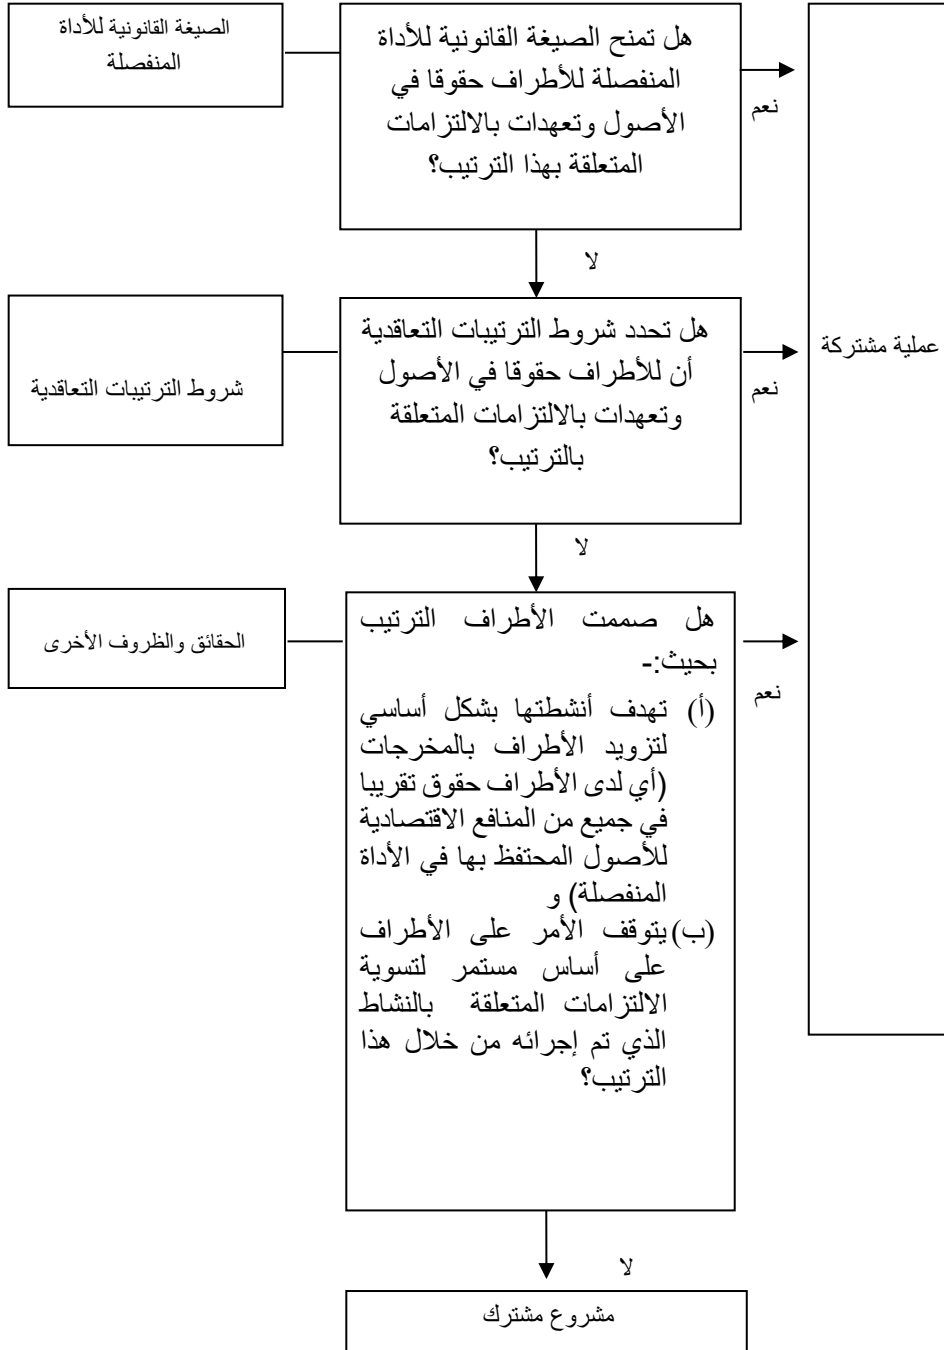 الصيغة القانونية للأداة
المنفصلة
هل تمنح الصيغة القانونية للأداة
المنفصلة للأطراف حقوقا في
الأصول وتعهدات بالالتزامات
المتعلقة بهذا الترتيب؟
نعم
لا
شروط الترتيبات التعاقدية
هل تحدد شروط الترتيبات التعاقدية
أن للأطراف حقوقا في الأصول
وتعهدات بالالتزامات المتعلقة
بالترتيب؟
نعم
عملية مشتركة
لا
الحقائق والظروف الأخرى
هل صممت الأطراف الترتيب
بحيث:-
(أ) تهدف أنشطتها بشكل أساسي
لتزويد الأطراف بالمخرجات
(أي لدى الأطراف حقوق تقريبا
في جميع من المنافع الاقتصادية
للأصول المحتفظ بها في الأداة
المنفصلة) و
(ب) يتوقف الأمر على الأطراف
على أساس مستمر لتسوية
الالتزامات المتعلقة بالنشاط
الذي تم إجرائه من خلال هذا
الترتيب؟
نعم
لا
مشروع مشترك